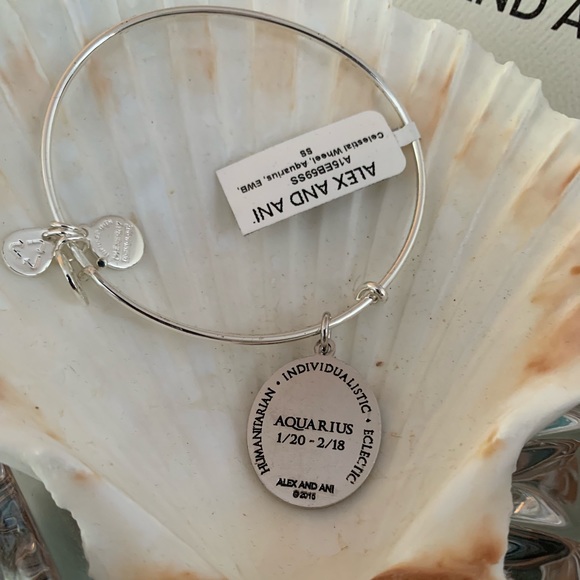 AND A
ALEX AND ANI
A16EB69SS
Celestial Wheel, Aquarius, EWB,
SS
HUMANITARIAN • INDIVIDUALISTIC • ECLECTIC
AQUARIUS
1/20 - 2/18
ALEX AND ANI
©2015